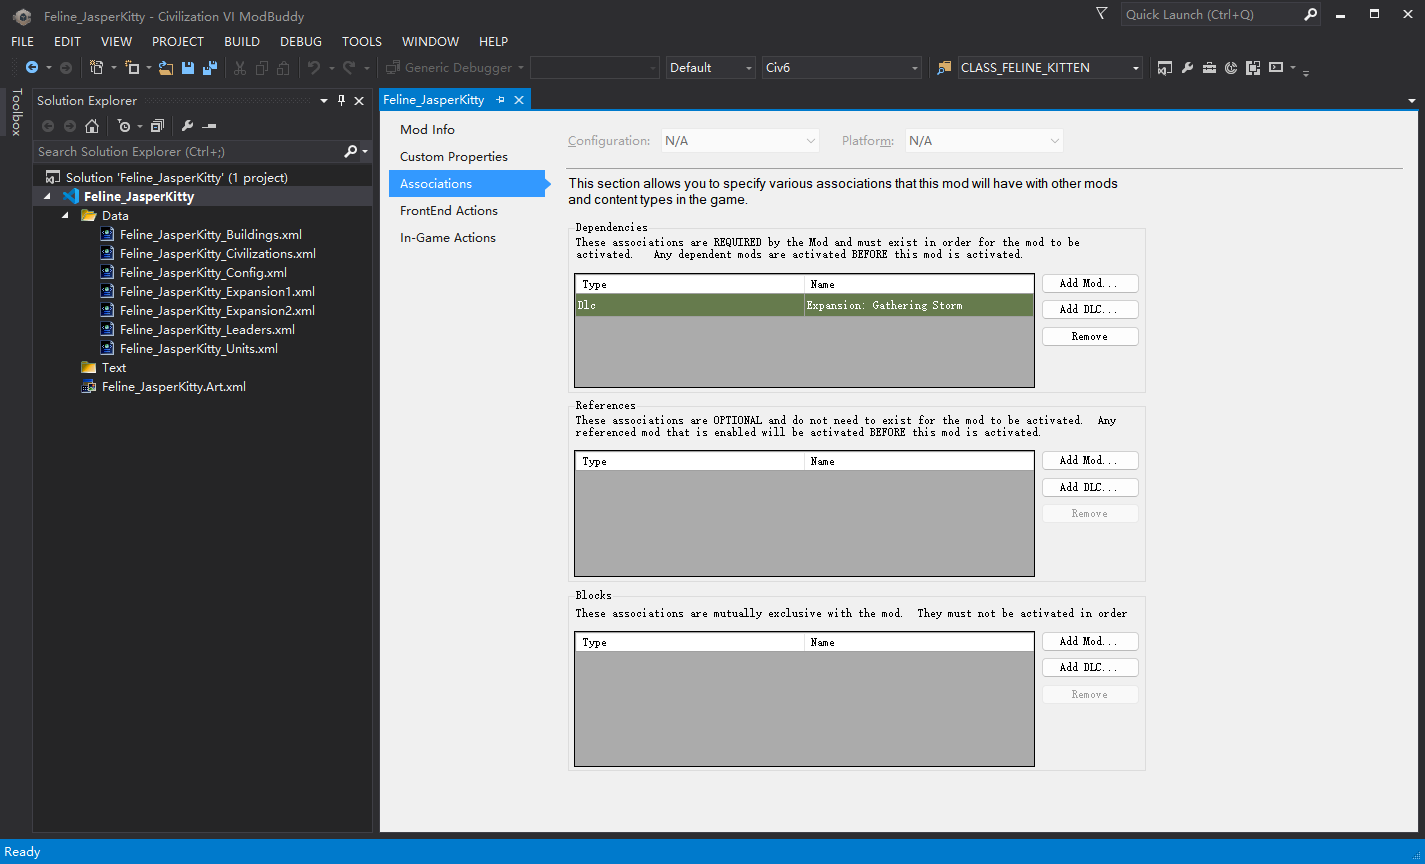 Feline_JasperKitty - Civilization VI ModBuddy
Quick Launch (Ctrl+Q)
FILE EDIT VIEW PROJECT BUILD DEBUG TOOLS WINDOW HELP
Generic Debugger Default Civ6 CLASS_FELINE_KITTEN
Toolbox
Solution Explorer
Search Solution Explorer (Ctrl+;)
Solution 'Feline_JasperKitty' (1 project)
Feline_JasperKitty
Data
Feline_JasperKitty_Buildings.xml
Feline_JasperKitty_Civilizations.xml
Feline_JasperKitty_Config.xml
Feline_JasperKitty_Expansion1.xml
Feline_JasperKitty_Expansion2.xml
Feline_JasperKitty_Leaders.xml
Feline_JasperKitty_Units.xml
Text
Feline_JasperKitty.Art.xml
Feline_JasperKitty
Mod Info
Custom Properties
Associations
FrontEnd Actions
In-Game Actions
Configuration: N/A Platform: N/A
This section allows you to specify various associations that this mod will have with other mods
and content types in the game.
Dependencies
These associations are REQUIRED by the Mod and must exist in order for the mod to be
activated. Any dependent mods are activated BEFORE this mod is activated.
Type Name
Dlc Expansion: Gathering Storm
Add Mod...
Add DLC...
Remove
References
These associations are OPTIONAL and do not need to exist for the mod to be activated. Any
referenced mod that is enabled will be activated BEFORE this mod is activated.
Type Name
Add Mod...
Add DLC...
Remove
Blocks
These associations are mutually exclusive with the mod. They must not be activated in order
Type Name
Add Mod...
Add DLC...
Remove
Ready